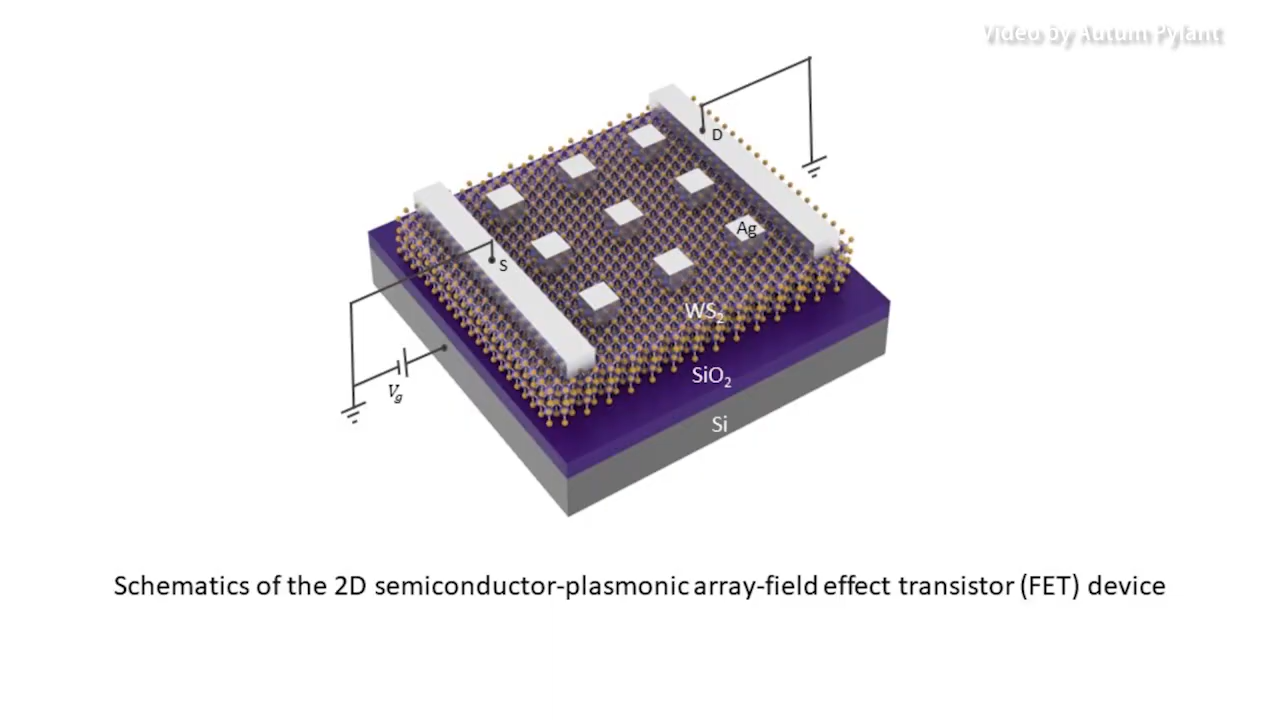 Video by Autum Pylant
D
Ag
S
WS₂
SiO₂
V₉
Si
Schematics of the 2D semiconductor-plasmonic array-field effect transistor (FET) device